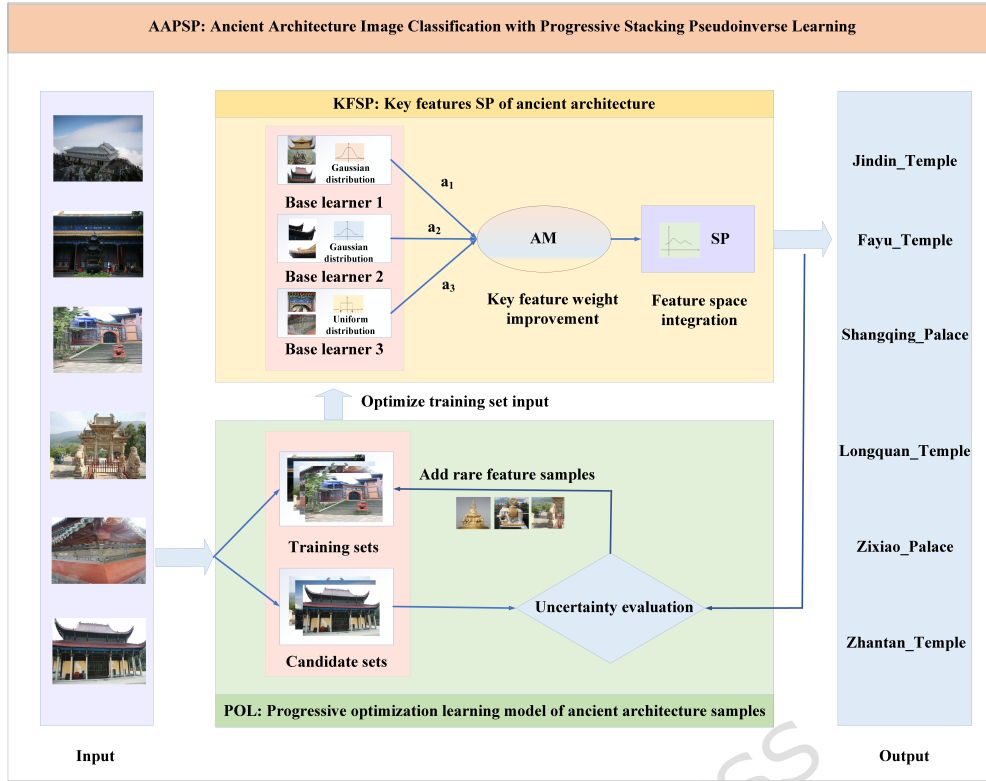 AAPSP: Ancient Architecture Image Classification with Progressive Stacking Pseudoinverse Learning
KFSP: Key features SP of ancient architecture
Gaussian
distribution
Base learner 1
Gaussian
distribution
Base learner 2
Uniform
distribution
Base learner 3
a1
a2
a3
AM
Key feature weight
improvement
SP
Feature space
integration
Optimize training set input
Training sets
Candidate sets
Add rare feature samples
Uncertainty evaluation
POL: Progressive optimization learning model of ancient architecture samples
Input
Jindin_Temple
Fayu_Temple
Shangqing_Palace
Longquan_Temple
Zixiao_Palace
Zhantan_Temple
Output